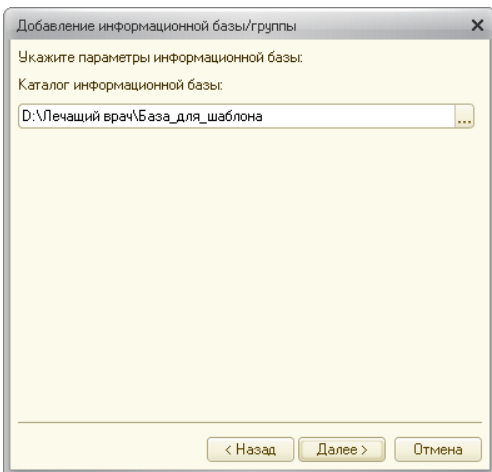 Добавление информационной базы/группы
Укажите параметры информационной базы:
Каталог информационной базы:
D:\Лечащий врач\База_для_шаблона
...
< Назад Далее > Отмена